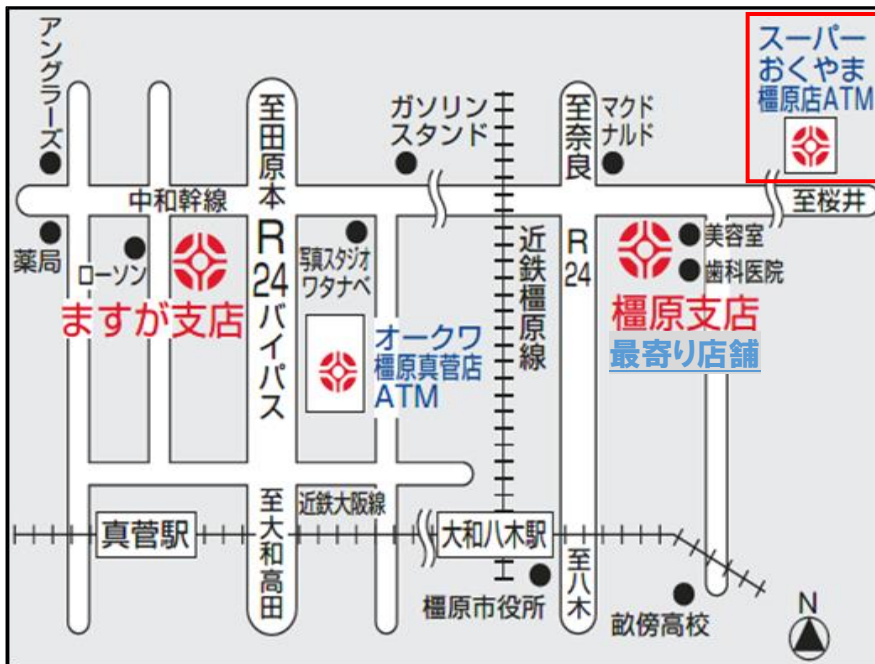 アングラーズ
至田原本
ガソリン
スタンド
至奈良
マクド
ナルド
スーパー
おくやま
橿原店ATM
中和幹線
至桜井
薬局
ローソン
ますが支店
R
24
バイパス
写真スタジオ
ワタナベ
オークワ
橿原真菅店
ATM
近鉄橿原線
R
24
美容室
歯科医院
橿原支店
最寄り店舗
近鉄大阪線
真菅駅
至大和高田
大和八木駅
至八木
橿原市役所
畝傍高校
N